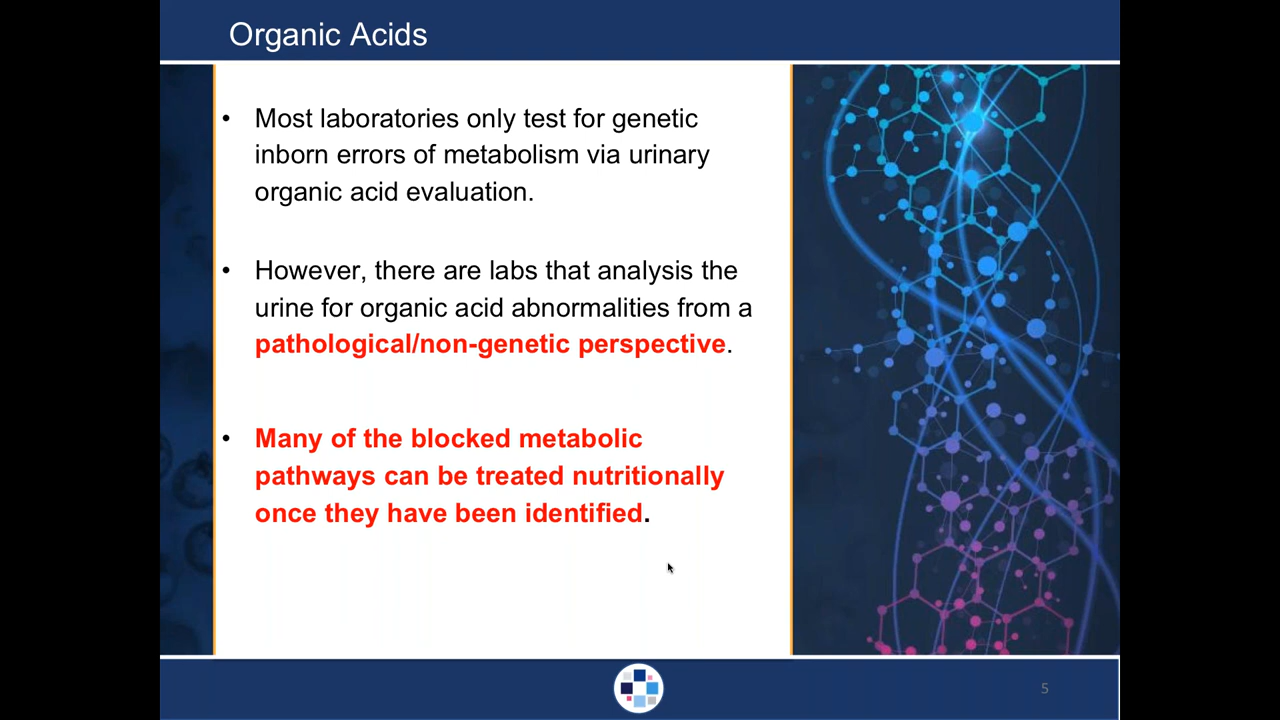 Organic Acids
• Most laboratories only test for genetic
inborn errors of metabolism via urinary
organic acid evaluation.
• However, there are labs that analysis the
urine for organic acid abnormalities from a
pathological/non-genetic perspective.
• Many of the blocked metabolic
pathways can be treated nutritionally
once they have been identified.
5